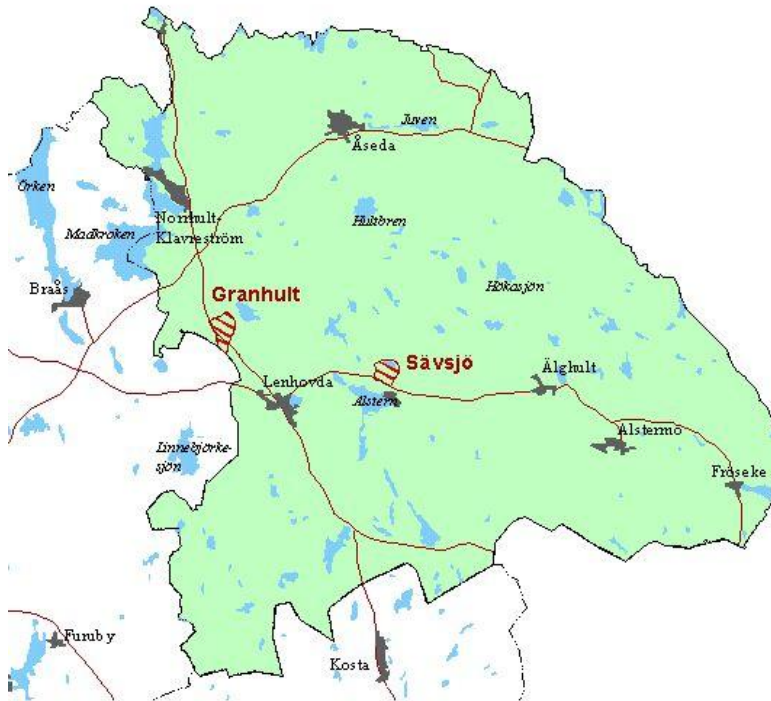 Juven
Åseda
Örken
Norrhult-
Klavreström
Hultbren
Madkroken
Braås
Hökasjön
Granhult
Sävsjö
Älghult
Lenhovda
Alstern
Alstermo
Linnebjörke-
sjön
Fröseke
Furuby
Kosta